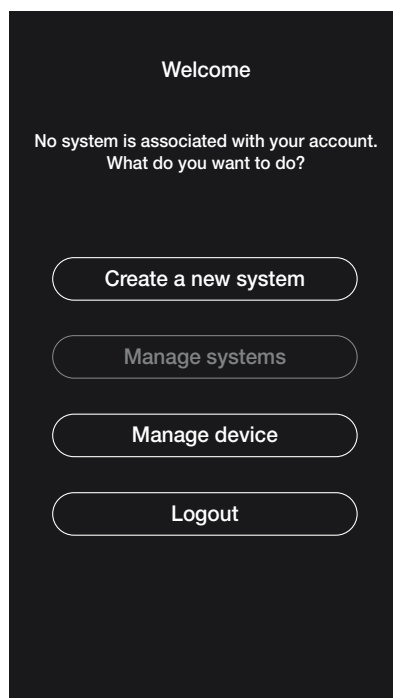 Welcome
No system is associated with your account.
What do you want to do?
Create a new system
Manage systems
Manage device
Logout